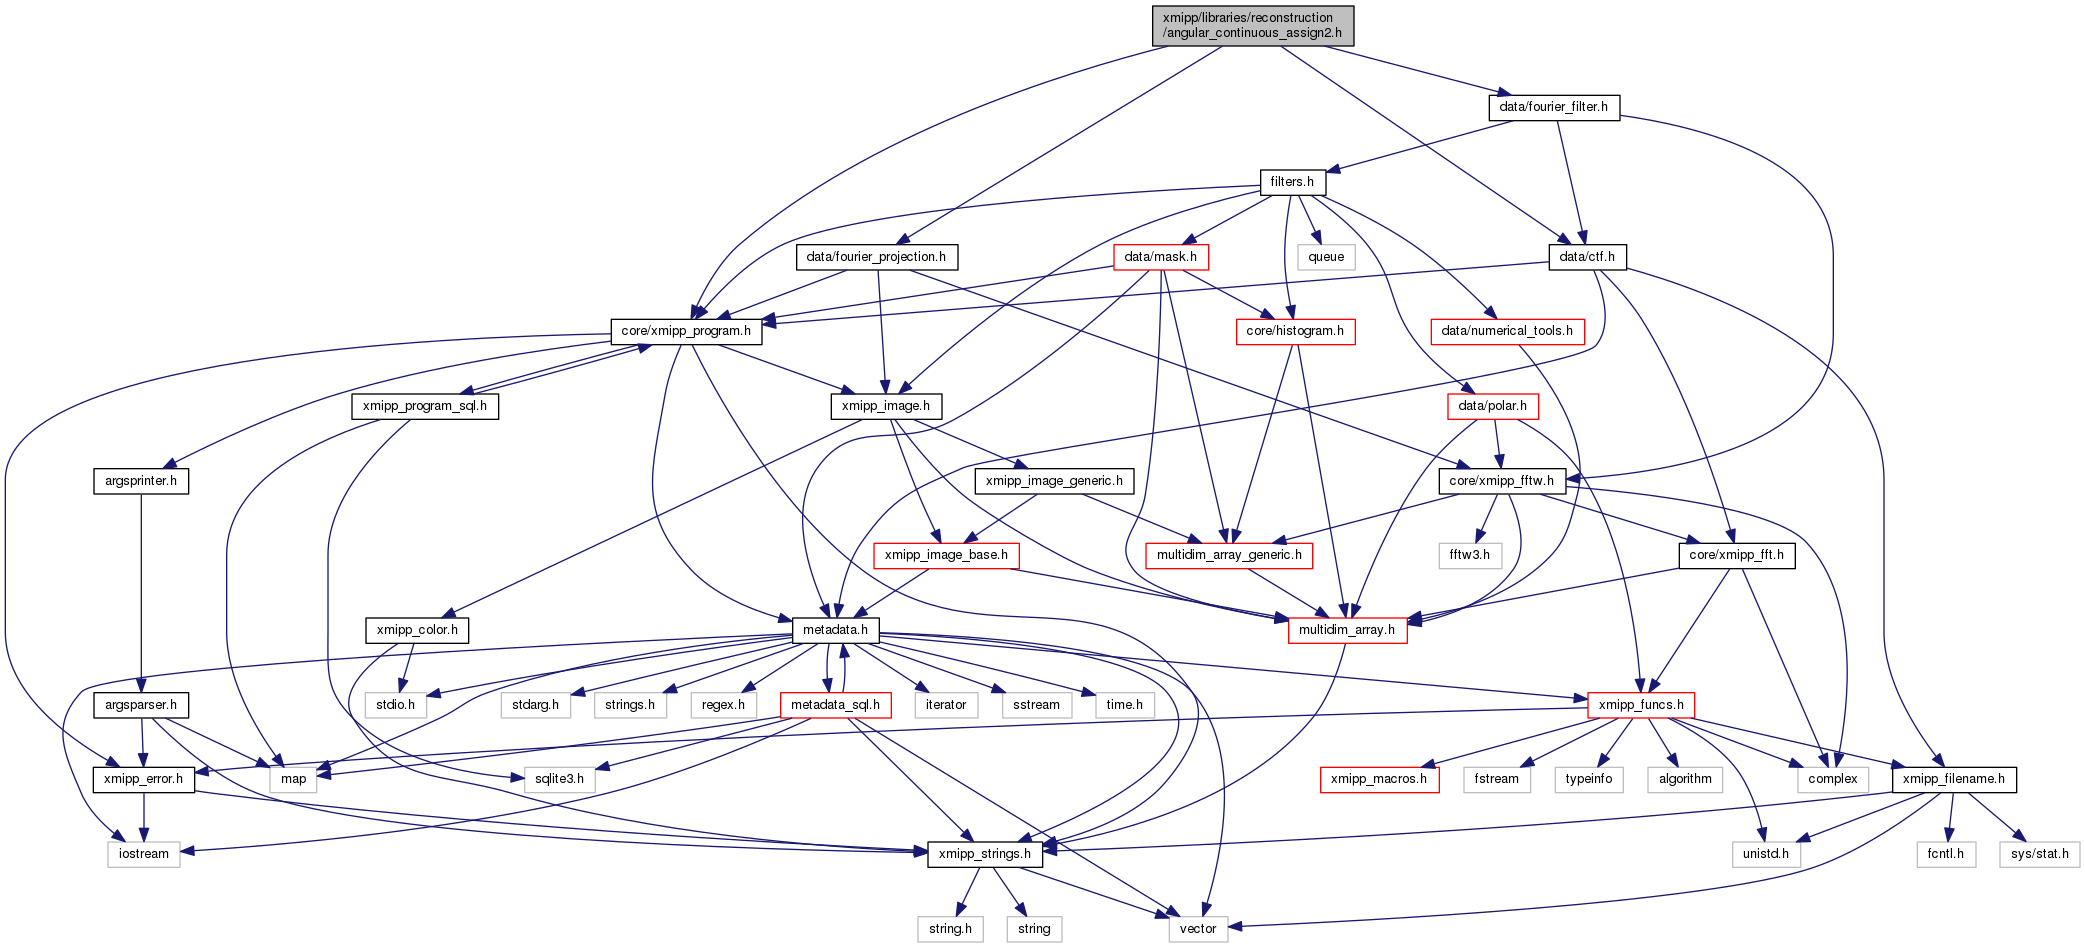 xmipp/libraries/reconstruction
/angular_continuous_assign2.h
data/fourier_filter.h
filters.h
data/fourier_projection.h
data/mask.h
queue
data/ctf.h
core/xmipp_program.h
core/histogram.h
data/numerical_tools.h
xmipp_program_sql.h
xmipp_image.h
data/polar.h
argsprinter.h
xmipp_image_generic.h
core/xmipp_fftw.h
xmipp_image_base.h
multidim_array_generic.h
fftw3.h
core/xmipp_fft.h
xmipp_color.h
metadata.h
multidim_array.h
argsparser.h
stdio.h
stdarg.h
strings.h
regex.h
metadata_sql.h
iterator
sstream
time.h
xmipp_funcs.h
xmipp_error.h
map
sqlite3.h
xmipp_macros.h
fstream
typeinfo
algorithm
complex
xmipp_filename.h
iostream
xmipp_strings.h
unistd.h
fcntl.h
sys/stat.h
string.h
string
vector